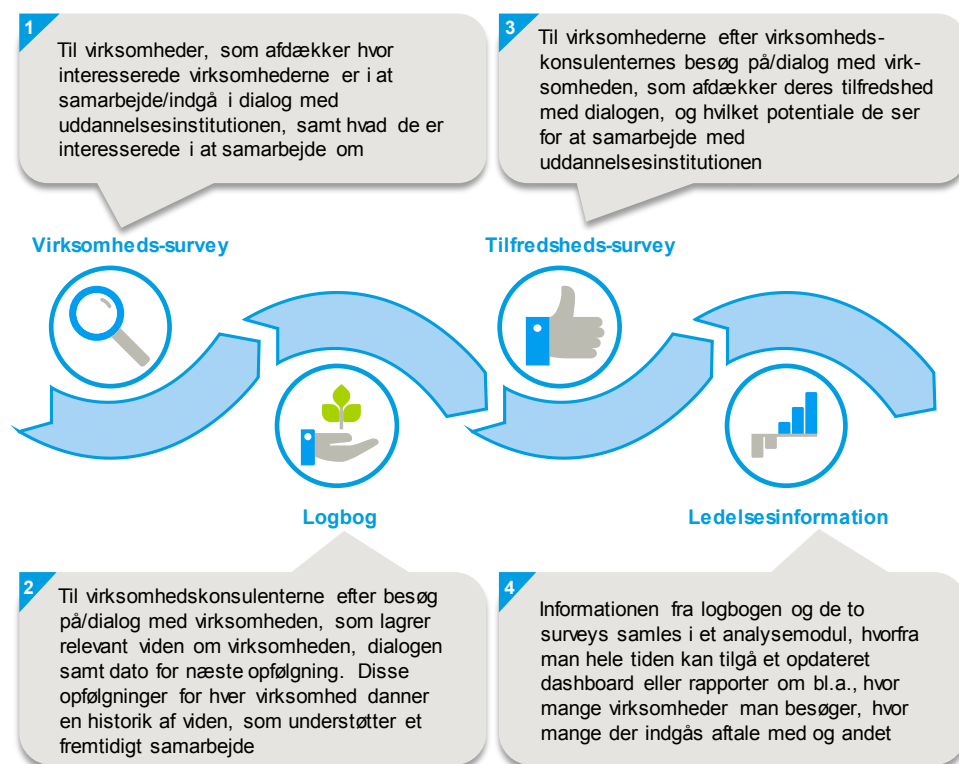 1
Til virksomheder, som afdækker hvor
interesserede virksomhederne er i at
samarbejde/indgå i dialog med
uddannelsesinstitutionen, samt hvad de er
interesserede i at samarbejde om
3
Til virksomhederne efter virksomheds-
konsulenternes besøg på/dialog med virk-
somheden, som afdækker deres tilfredshed
med dialogen, og hvilket potentiale de ser
for at samarbejde med
uddannelsesinstitutionen
Virksomheds-survey
Tilfredsheds-survey
Logbog
Ledelsesinformation
2
Til virksomhedskonsulenterne efter besøg
på/dialog med virksomheden, som lagrer
relevant viden om virksomheden, dialogen
samt dato for næste opfølgning. Disse
opfølgninger for hver virksomhed danner
en historik af viden, som understøtter et
fremtidigt samarbejde
4
Informationen fra logbogen og de to
surveys samles i et analysemodul, hvorfra
man hele tiden kan tilgå et opdateret
dashboard eller rapporter om bl.a., hvor
mange virksomheder man besøger, hvor
mange der indgås aftale med og andet